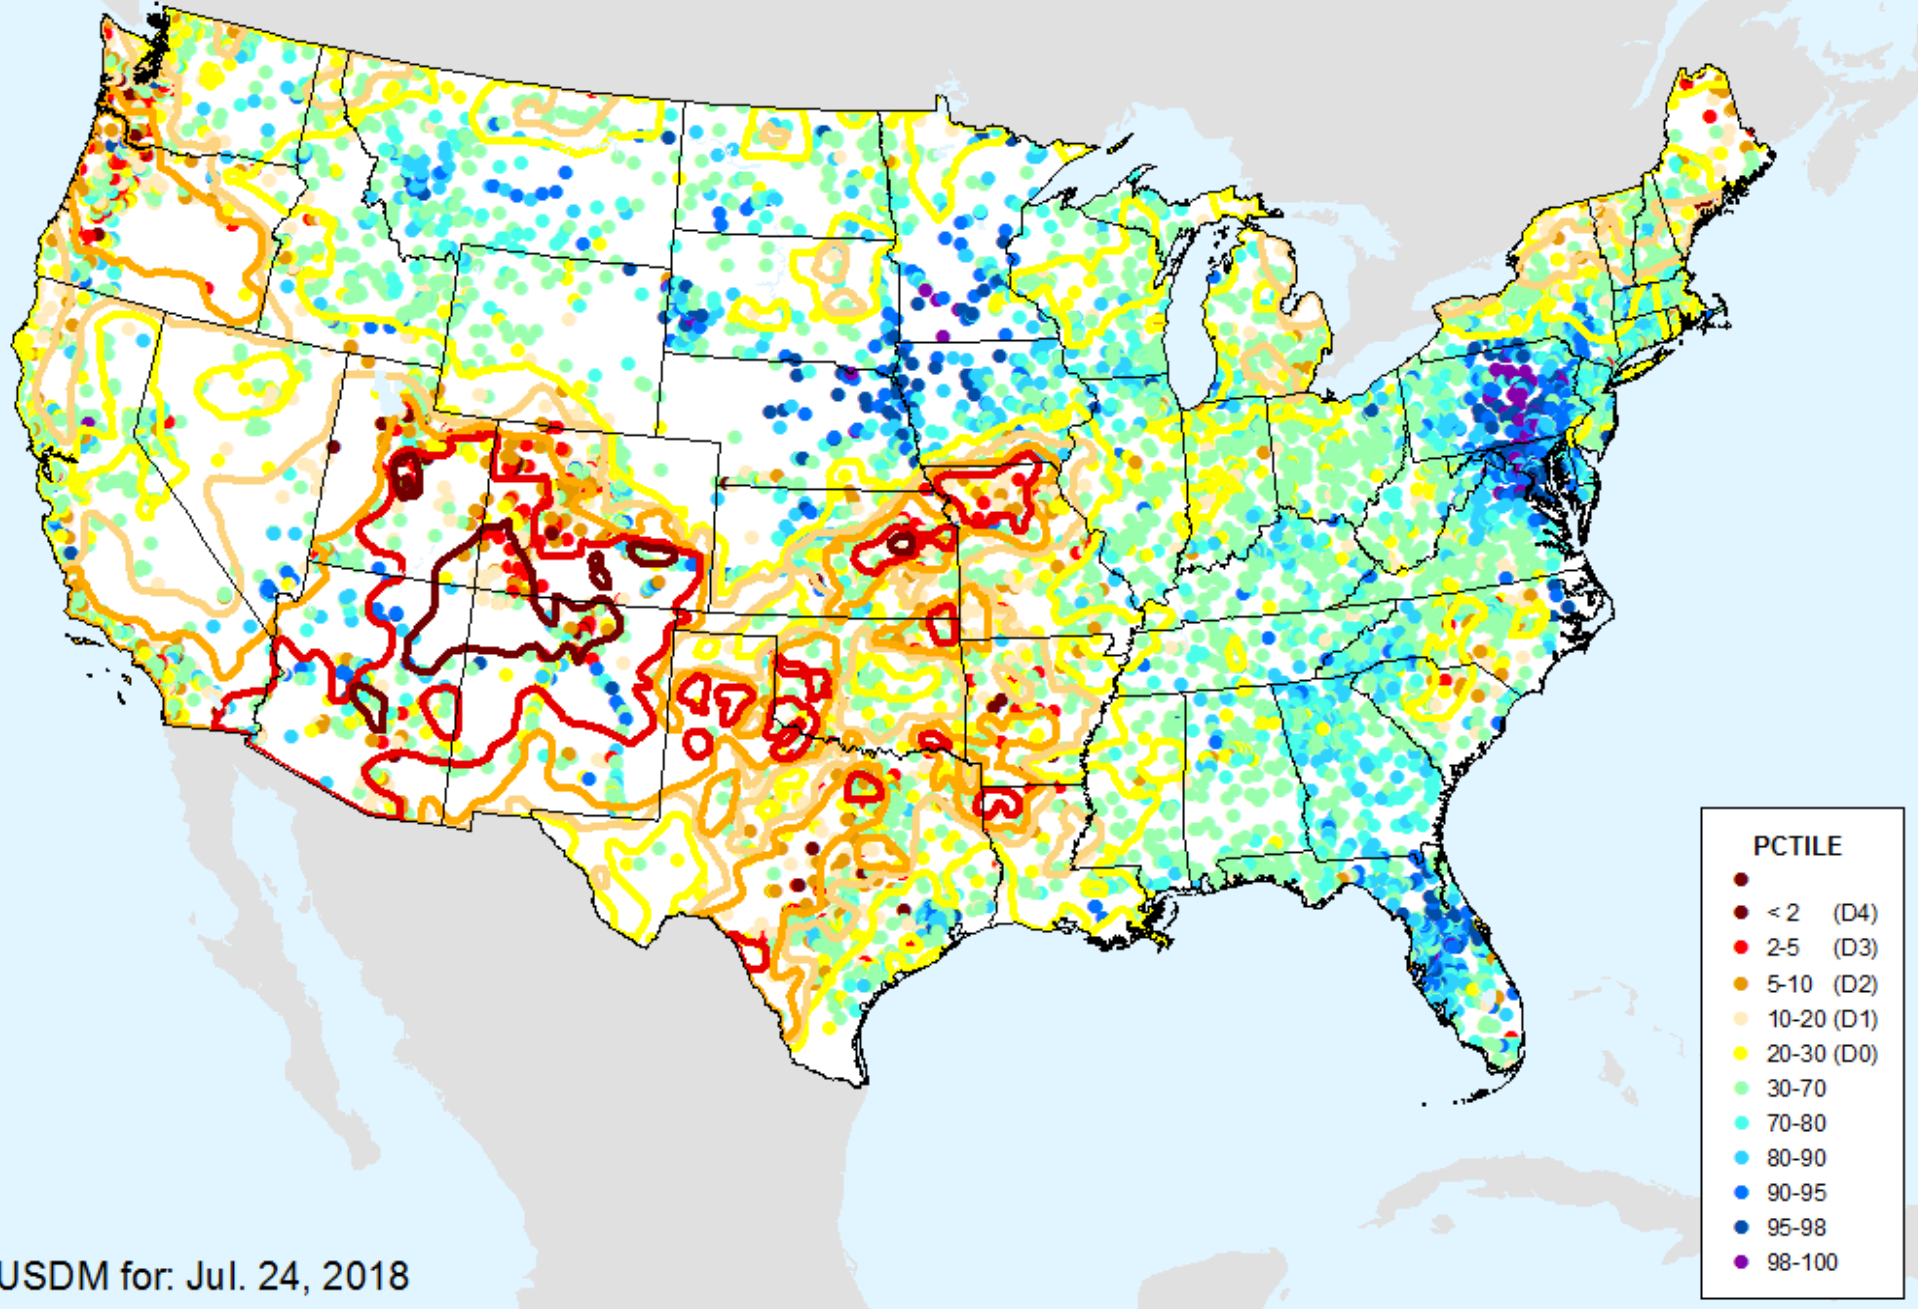 PCTILE
< 2 (D4)
2-5 (D3)
5-10 (D2)
10-20 (D1)
20-30 (D0)
30-70
70-80
80-90
90-95
95-98
98-100
USDM for: Jul. 24, 2018